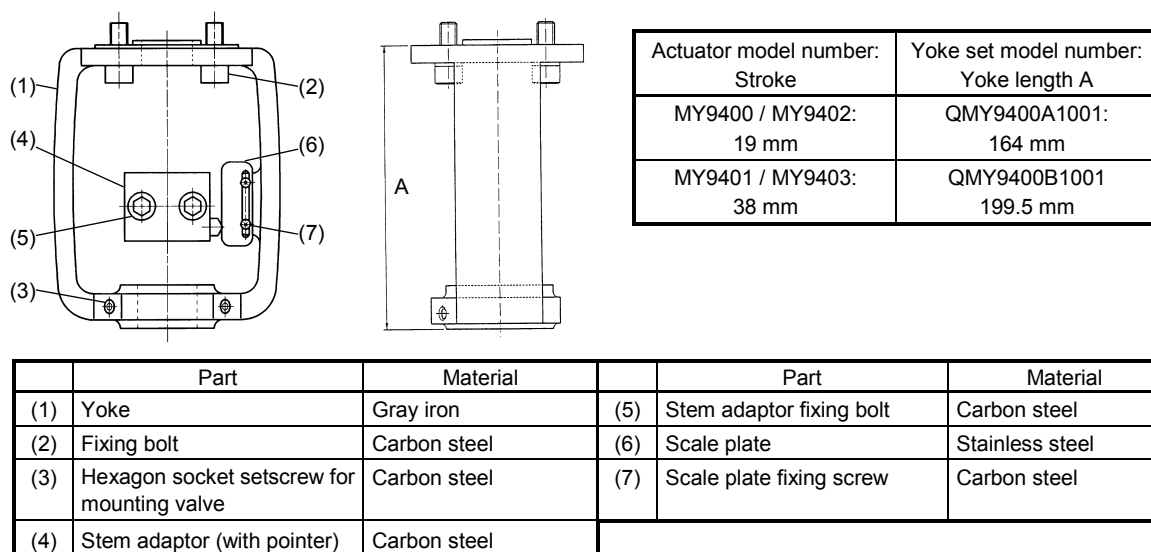 (1)
(2)
(4)
(6)
(5)
(7)
(3)
A
Actuator model number:
Stroke
Yoke set model number:
Yoke length A
MY9400 / MY9402:
19 mm
QMY9400A1001:
164 mm
MY9401 / MY9403:
38 mm
QMY9400B1001
199.5 mm
Part Material Part Material
(1) Yoke Gray iron (5) Stem adaptor fixing bolt Carbon steel
(2) Fixing bolt Carbon steel (6) Scale plate Stainless steel
(3) Hexagon socket setscrew for Carbon steel (7) Scale plate fixing screw Carbon steel
mounting valve
(4) Stem adaptor (with pointer) Carbon steel